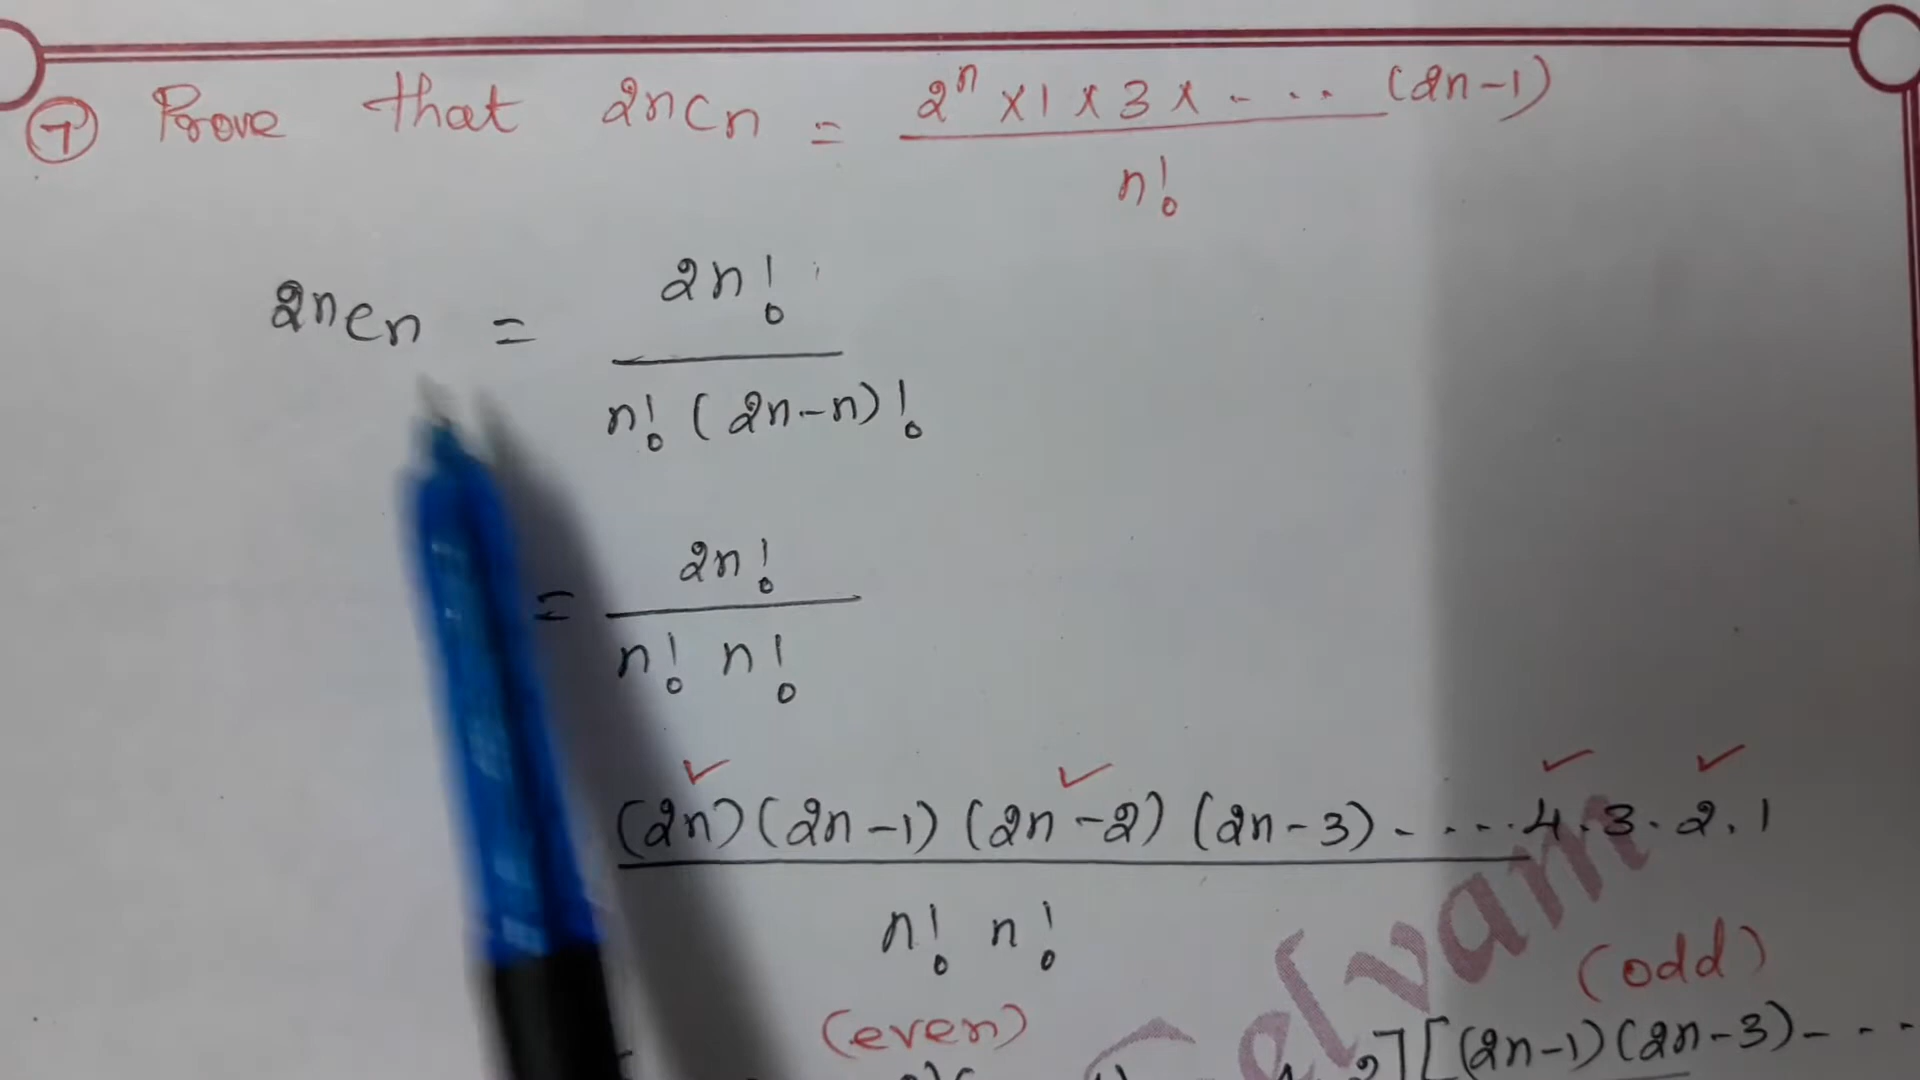 7 Prove that 2nCn = 2^n × 1 × 3 × - - - (2n-1)
n!
2nCn = 2n!
n! (2n-n)!
= 2n!
n! n!
(2n)(2n-1)(2n-2)(2n-3)- - - - 4.3.2.1
n! n!
(even) (odd)
2][(2n-1)(2n-3)- - - -